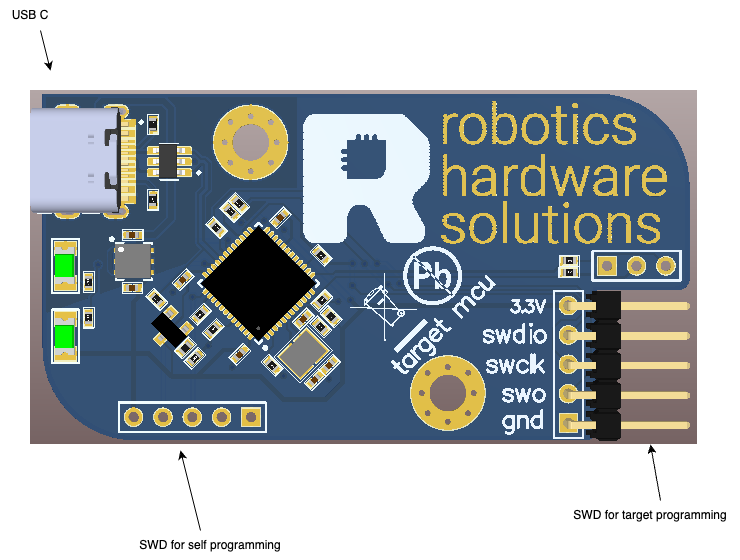 USB C
robotics
hardware
solutions
Pb
target mcu
3.3V
swdio
swclk
swo
gnd
SWD for target programming
SWD for self programming